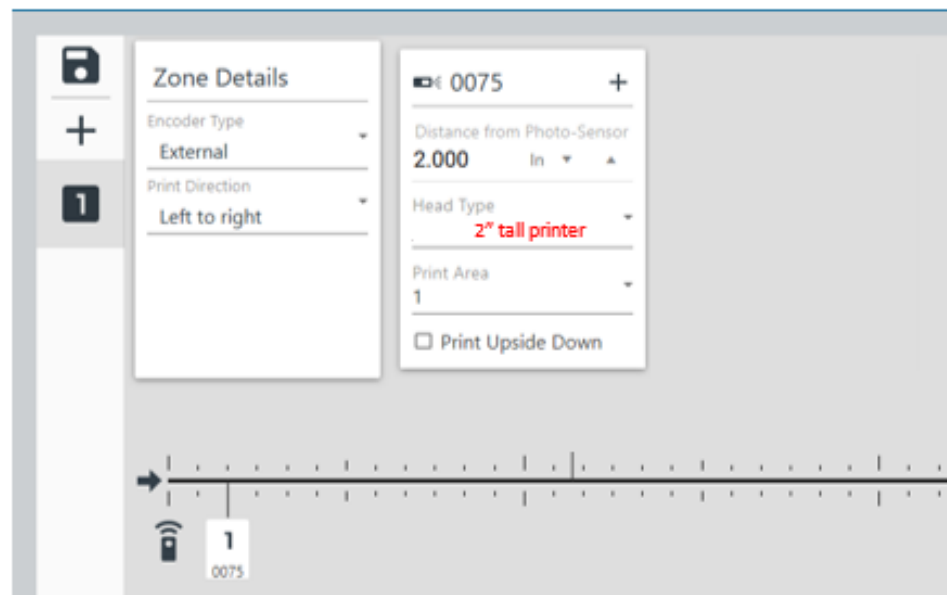 Zone Details
Encoder Type
External
Print Direction
Left to right
0075
Distance from Photo-Sensor
2.000 In
Head Type
2” tall printer
Print Area
1
Print Upside Down
1
1
0075